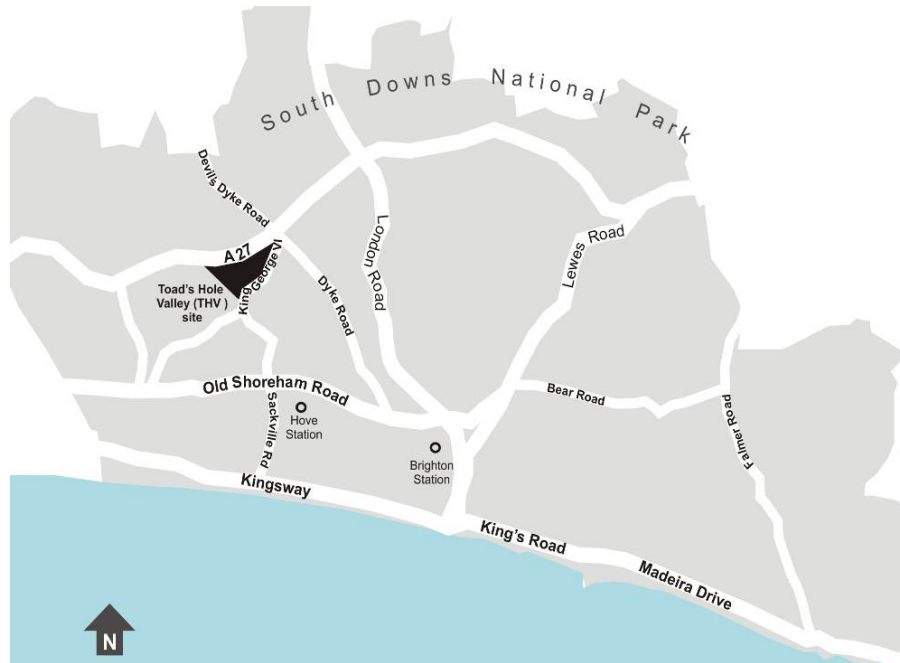 South Downs National Park
Devil's Dyke Road
A27
King George VI
Toad's Hole
Valley (THV )
site
Dyke Road
London Road
Lewes Road
Old Shoreham Road
Sackville Rd
Hove
Station
Bear Road
Falmer Road
Brighton
Station
Kingsway
King's Road
Madeira Drive
N